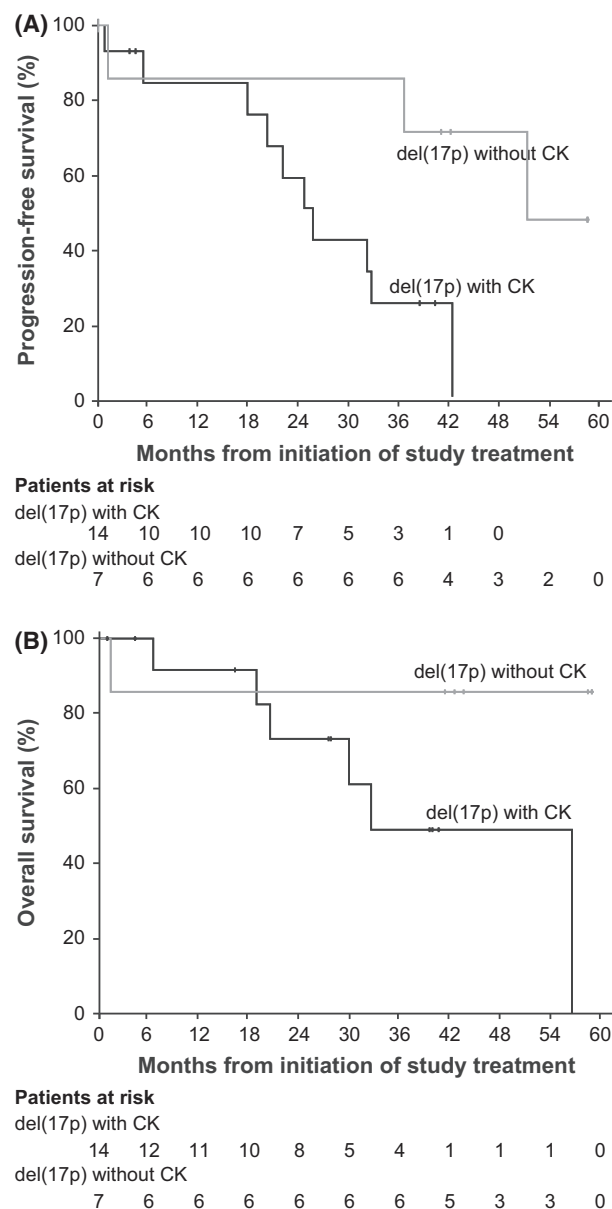 (A)
Progression-free survival (%)
100
80
60
40
20
0
del(17p) without CK
del(17p) with CK
0 6 12 18 24 30 36 42 48 54 60
Months from initiation of study treatment
Patients at risk
del(17p) with CK
14 10 10 10 7 5 3 1 0
del(17p) without CK
7 6 6 6 6 6 6 4 3 2 0
(B)
Overall survival (%)
100
80
60
40
20
0
del(17p) without CK
del(17p) with CK
0 6 12 18 24 30 36 42 48 54 60
Months from initiation of study treatment
Patients at risk
del(17p) with CK
14 12 11 10 8 5 4 1 1 1 0
del(17p) without CK
7 6 6 6 6 6 6 5 3 3 0